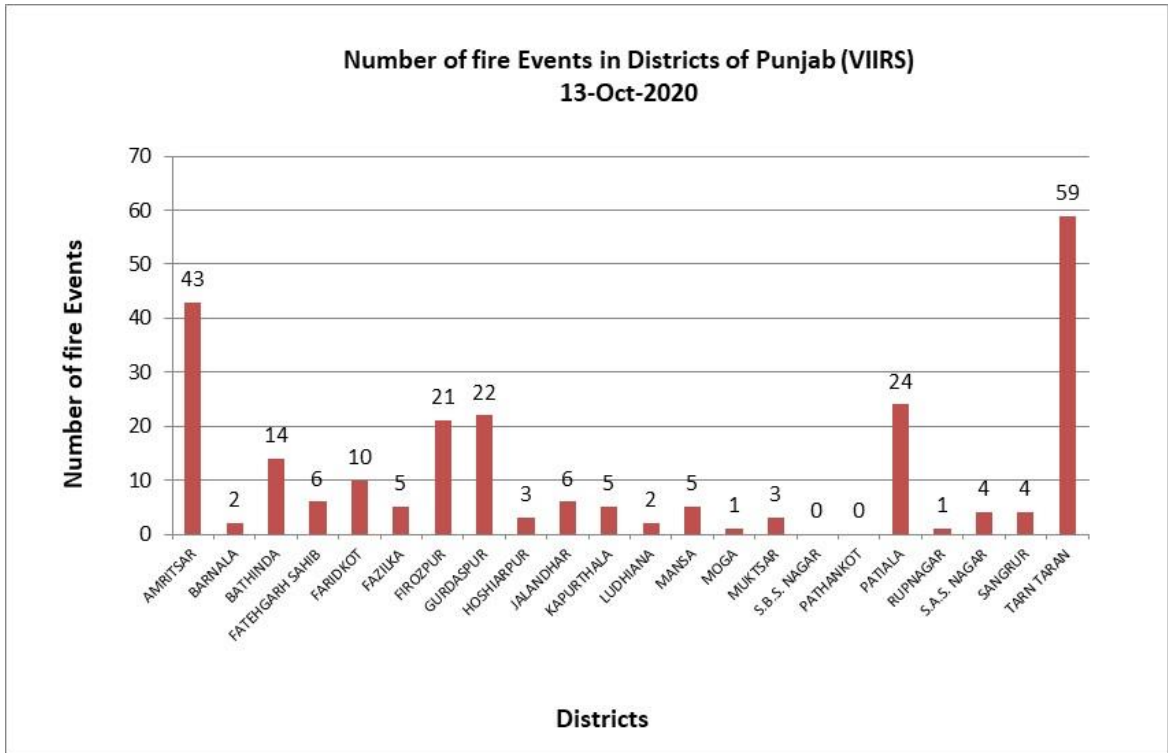 Number of fire Events in Districts of Punjab (VIIRS)
13-Oct-2020
Number of fire Events
70
60
50
40
30
20
10
0
43
2
14
6
10
5
21
22
3
6
5
2
5
1
3
0
0
24
1
4
4
59
AMRITSAR
BARNALA
BATHINDA
FATEHGARH SAHIB
FARIDKOT
FAZILKA
FIROZPUR
GURDASPUR
HOSHIARPUR
JALANDHAR
KAPURTHALA
LUDHIANA
MANSA
MOGA
MUKTSAR
S.B.S. NAGAR
PATHANKOT
PATIALA
RUPNAGAR
S.A.S. NAGAR
SANGRUR
TARN TARAN
Districts